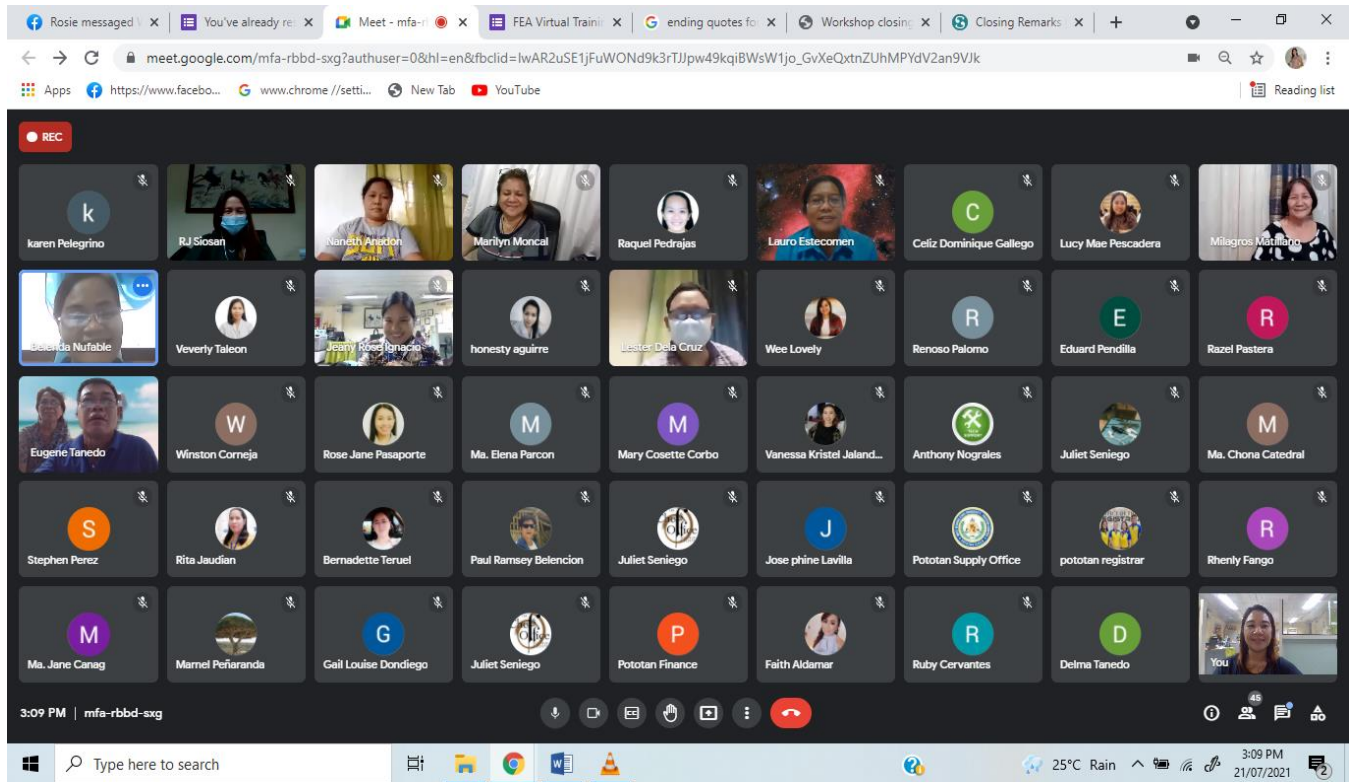 Rosie messaged
You've already re
Meet - mfa-r
FEA Virtual Traini
ending quotes fo
Workshop closing
Closing Remarks
meet.google.com/mfa-rbbd-sxg?authuser=0&hl=en&fbclid=
Apps
https://www.facebo...
www.chrome //setti...
New Tab
YouTube
Reading list
REC
k
karen Pelegrino
RJ Siosan
Naneth Anadon
Marilyn Moncal
Raquel Pedrajas
Lauro Estecomen
C
Celiz Dominique Gallego
Lucy Mae Pescadera
Milagros Matillano
Nufable
Veverly Taleon
Jeany Rose Ignacio
honesty aguirre
Lester Dela Cruz
Wee Lovely
R
Renoso Palomo
E
Eduard Pendilla
R
Razel Pastera
Eugene Tanedo
W
Winston Corneja
Rose Jane Pasaporte
M
Ma. Elena Parcon
M
Mary Cosette Corbo
Vanessa Kristel Jaland...
Anthony Nograles
Juliet Seniego
M
Ma. Chona Catedral
S
Stephen Perez
Rita Jaudian
Bernadette Teruel
Paul Ramsey Belencion
Juliet Seniego
J
Jose phine Lavilla
Pototan Supply Office
pototan registrar
R
Rhenly Fango
M
Ma. Jane Canag
Marnel Peñaranda
G
Gail Louise Dondiego
Juliet Seniego
P
Pototan Finance
Faith Aldamar
R
Ruby Cervantes
D
Delma Tanedo
You
3:09 PM | mfa-rbbd-sxg
45
Type here to search
25°C Rain
3:09 PM
21/07/2021
2